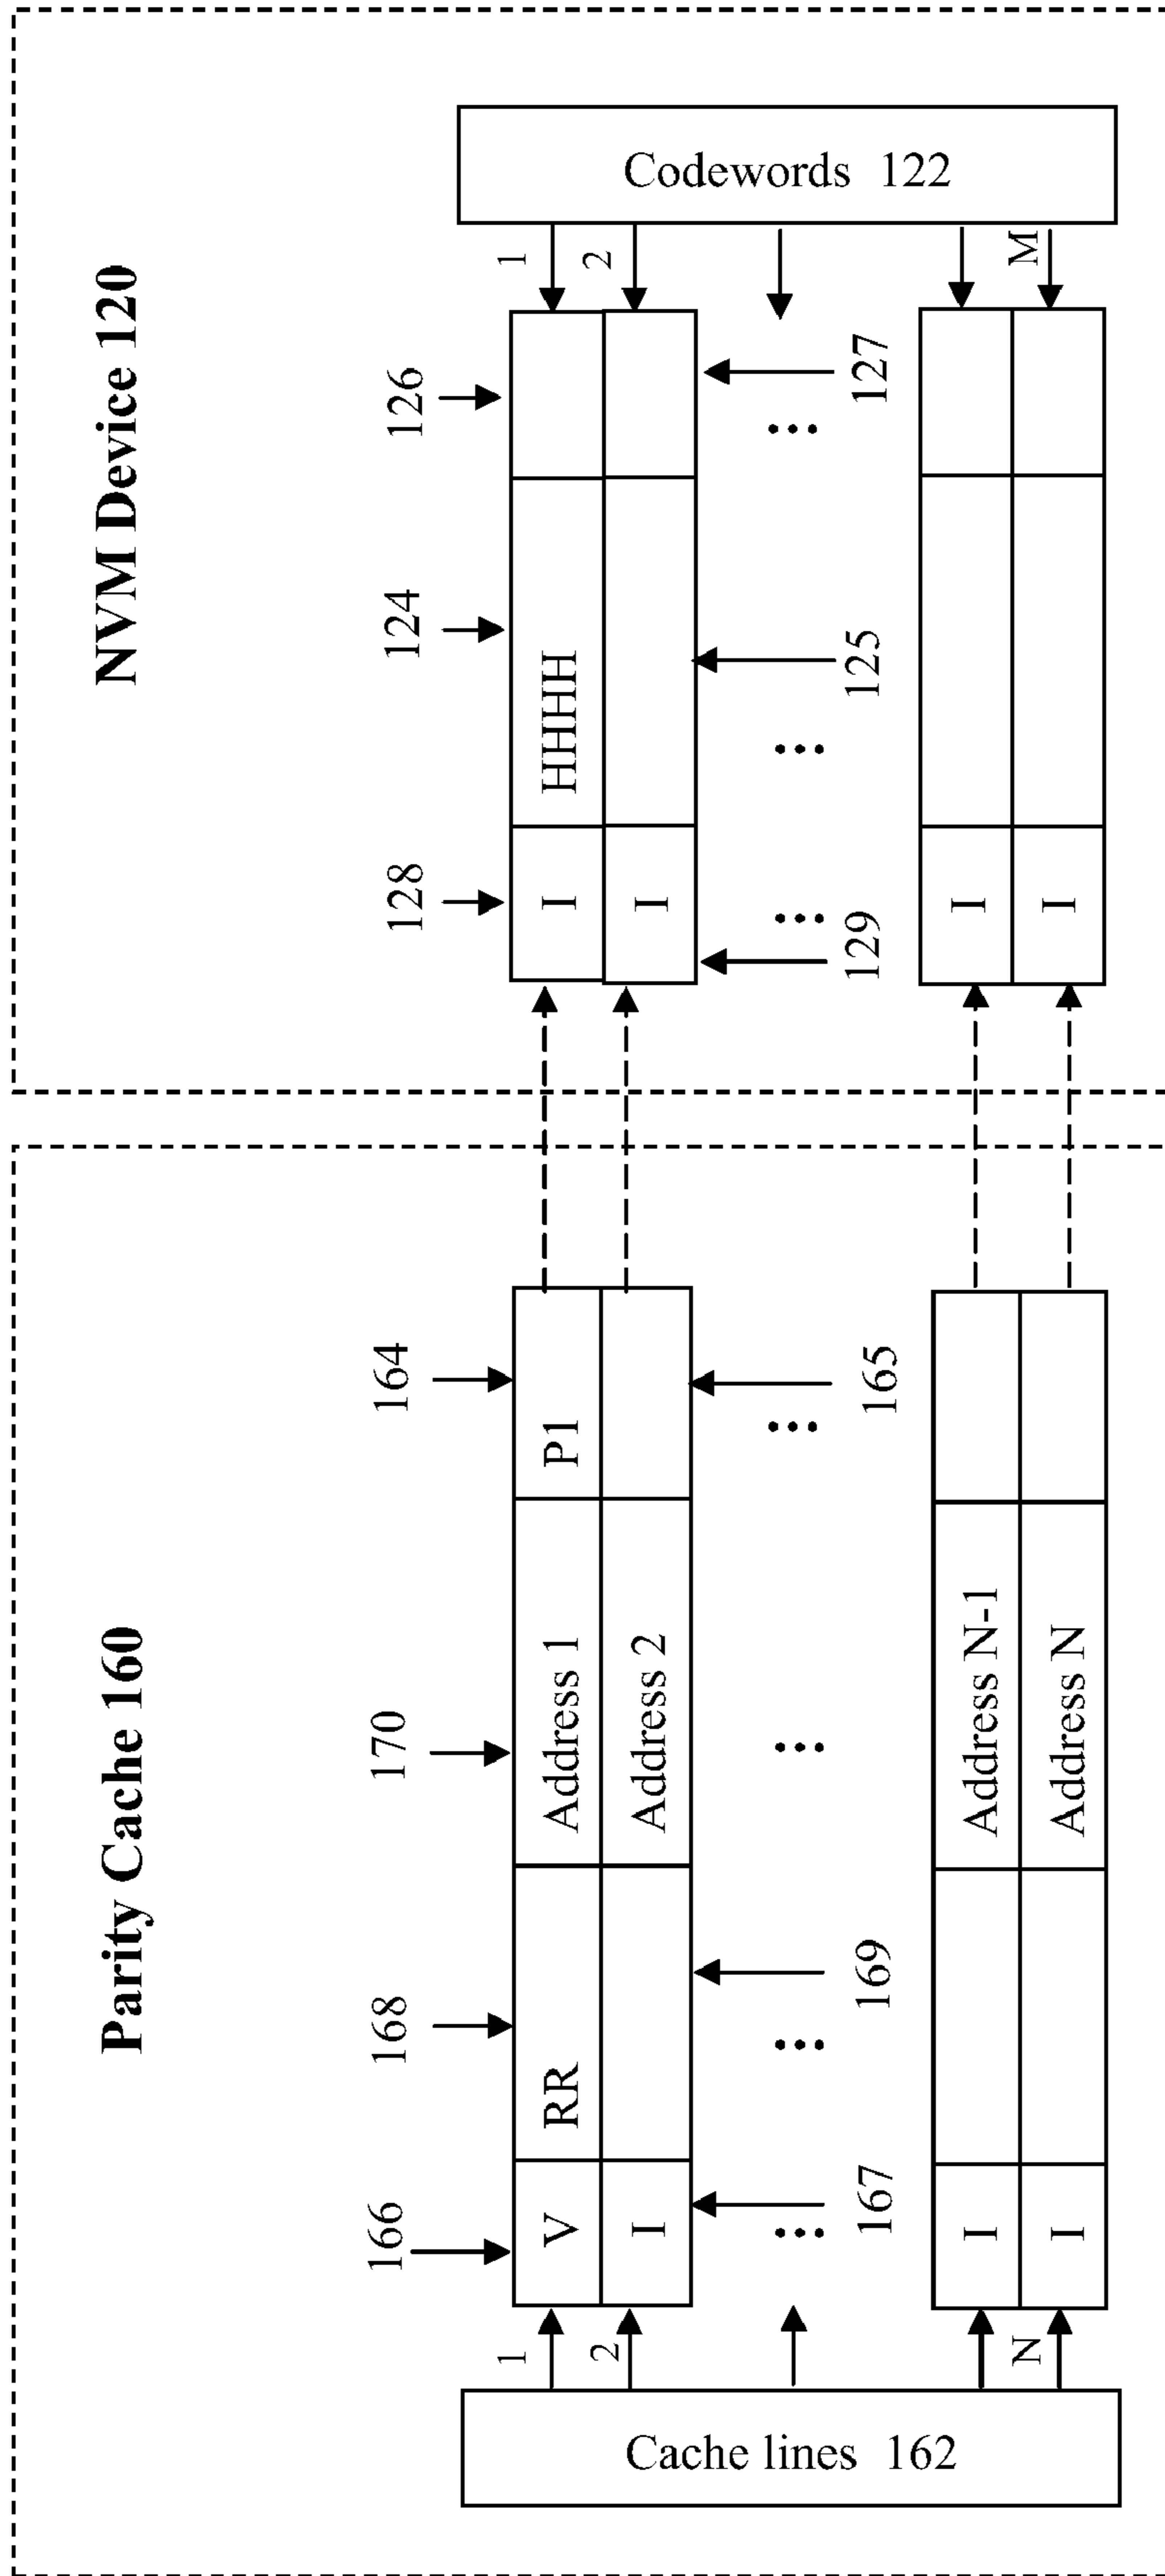 Parity Cache 160
166
168
170
164
Cache lines 162
1
V
RR
Address 1
P1
2
I
Address 2
167
169
165
I
Address N-1
N
I
Address N
NVM Device 120
128
124
126
I
HHHH
1
I
2
129
125
127
I
I
M
Codewords 122